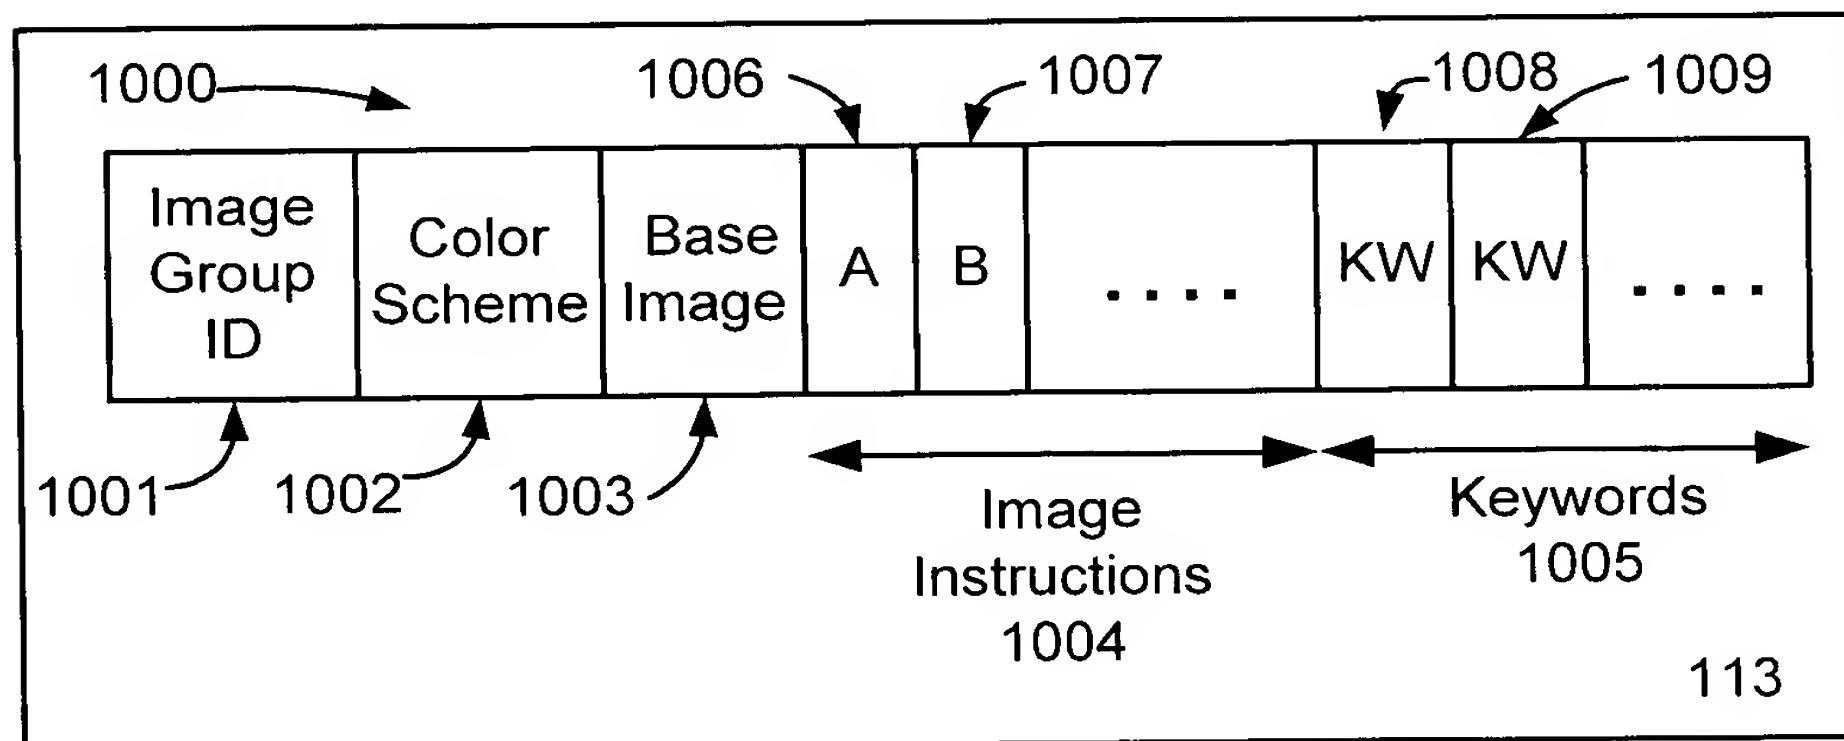 1000
1006
1007
1008
1009
Image
Group
ID
Color
Scheme
Base
Image
A
B
. . . .
KW
KW
. . . .
1001
1002
1003
Image
Instructions
1004
Keywords
1005
113